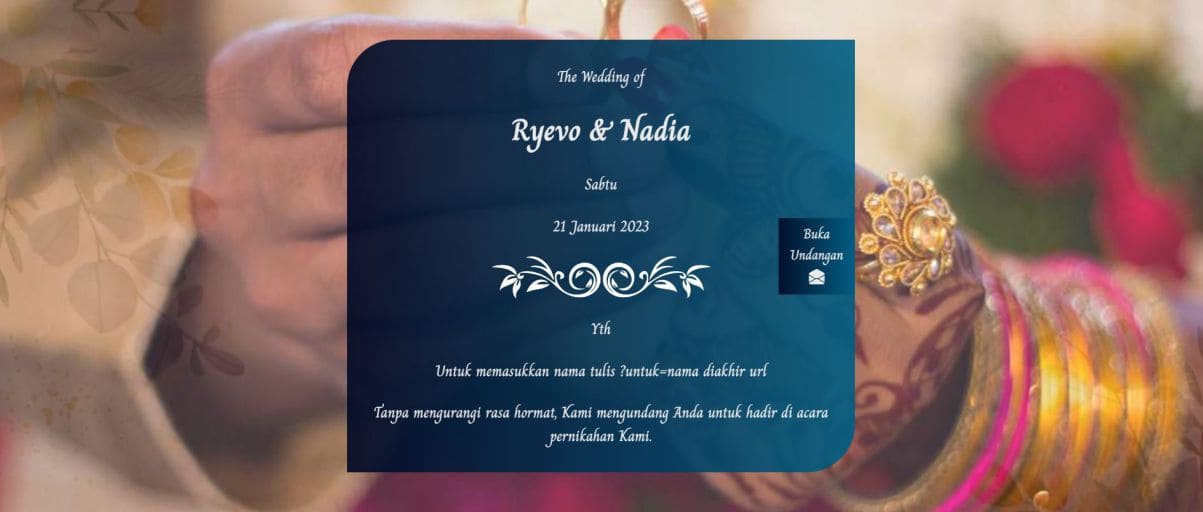 The Wedding of
Ryevo & Nadia
Sabtu
21 Januari 2023
Buka
Undangan
Yth
Untuk memasukkan nama tulis ?untuk=nama diakhir url
Tanpa mengurangi rasa hormat, Kami mengundang Anda untuk hadir di acara
pernikahan Kami.